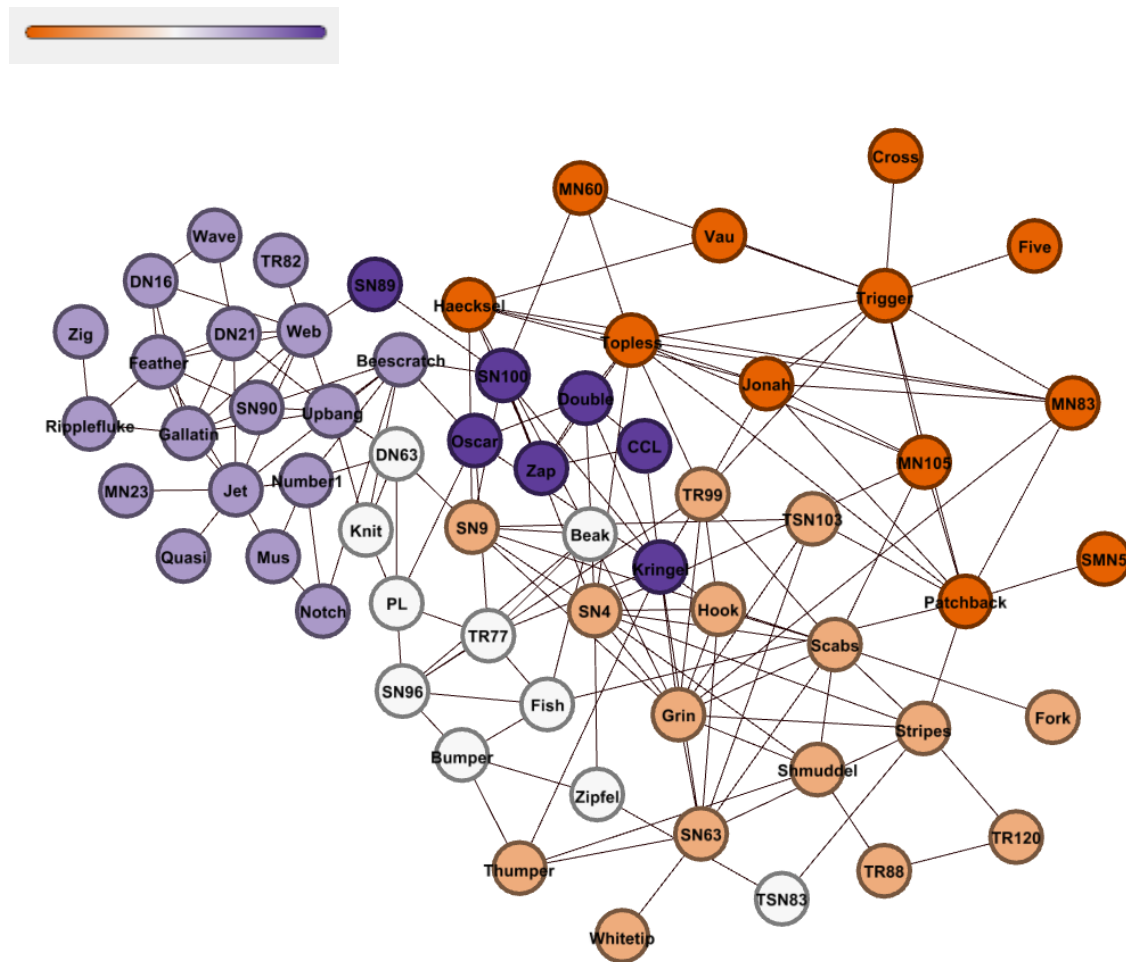 Cross
MN60
Wave
Vau
Five
TR82
DN16
SN89
Trigger
Haecksel
Zig
DN21
Web
Topless
Feather
Beescratch
SN100
Jonah
Double
MN83
SN90
Ripplefluke
Gallatin
Upbang
Oscar
CCL
DN63
Zap
MN105
MN23
Jet
Number1
TR99
TSN103
Knit
SN9
Beak
Quasi
Mus
SMN5
Kringel
PL
Notch
SN4
Hook
Patchback
TR77
Scabs
SN96
Fish
Grin
Fork
Stripes
Bumper
Shmuddel
Zipfel
SN63
TR120
Thumper
TR88
TSN83
Whitetip